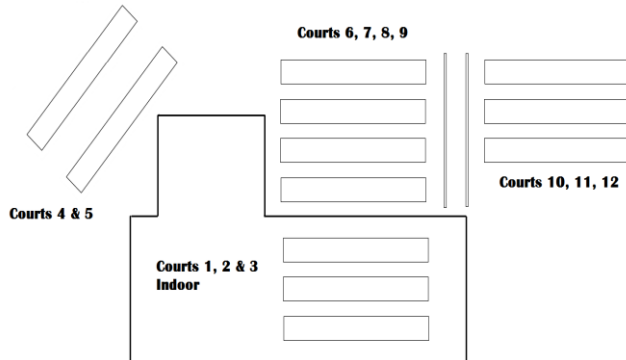 Courts 6, 7, 8, 9
Courts 10, 11, 12
Courts 4 & 5
Courts 1, 2 & 3
Indoor